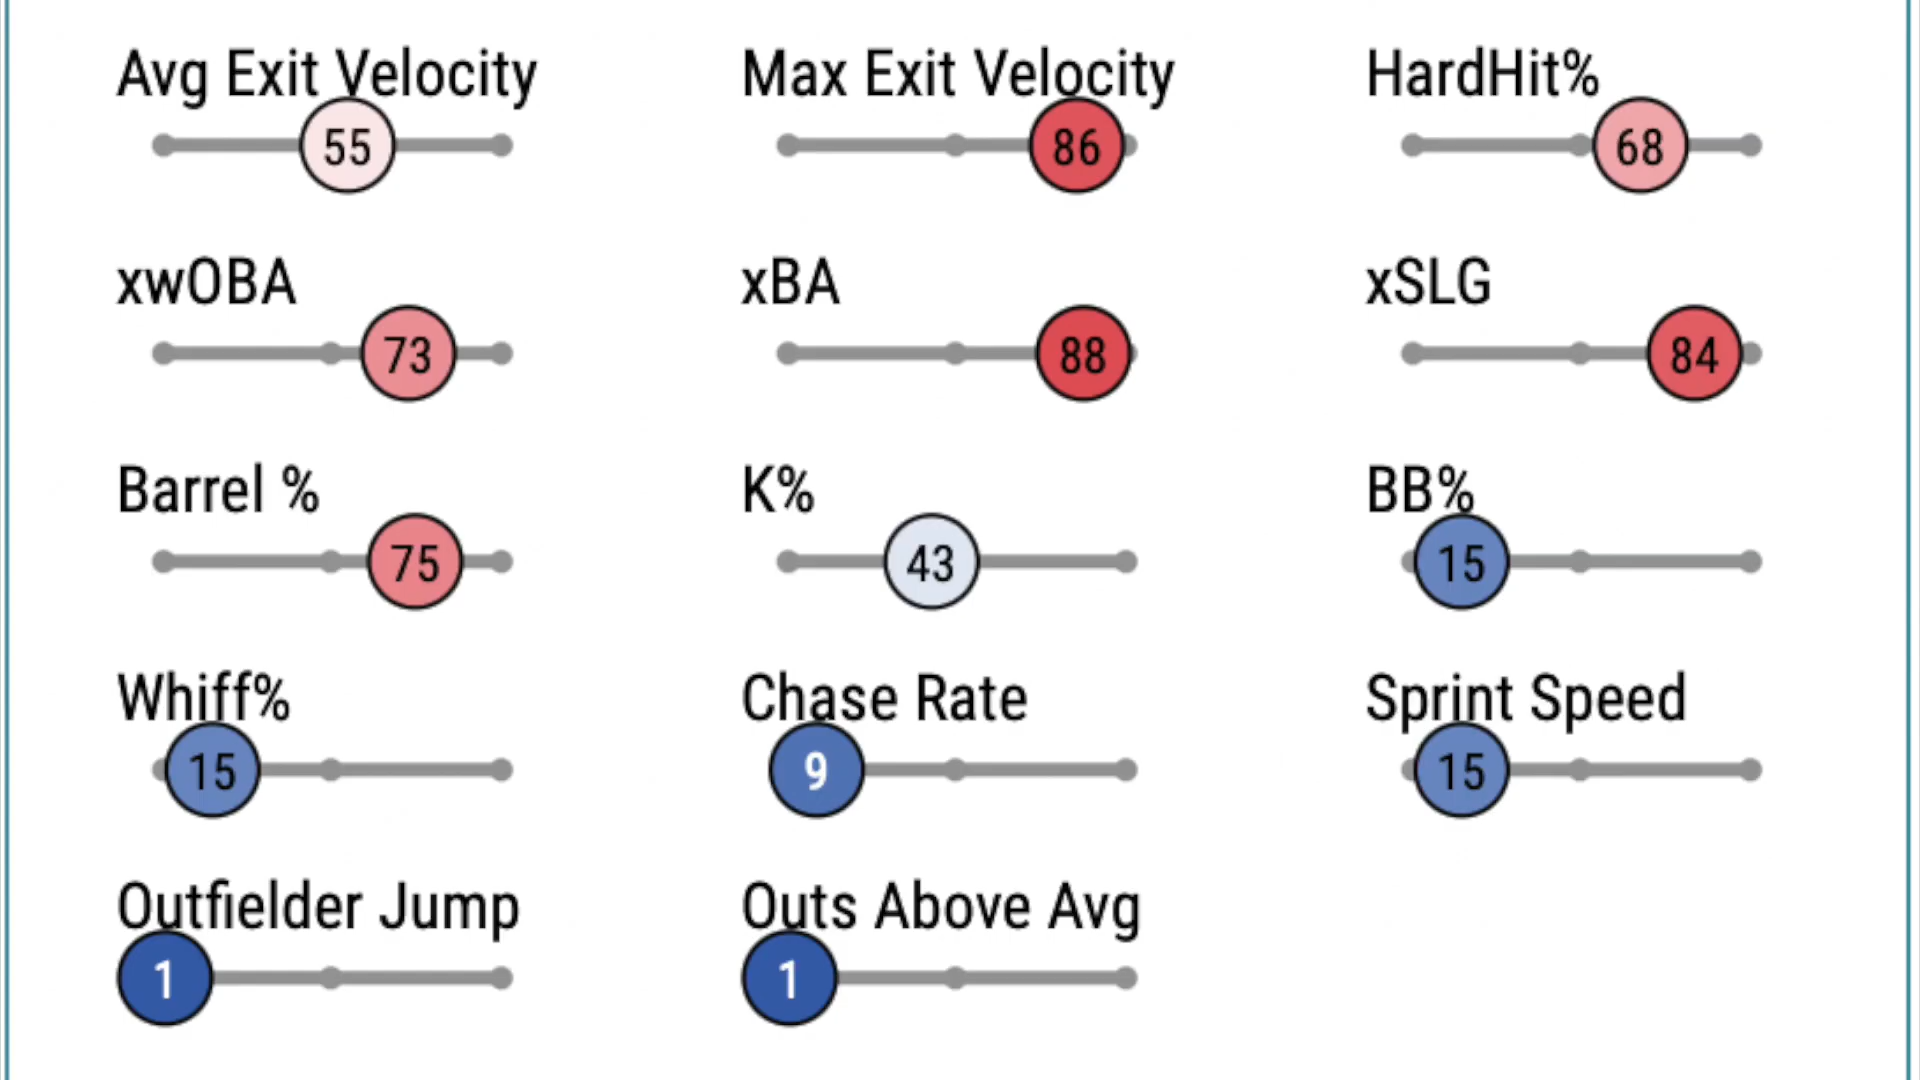 Avg Exit Velocity Max Exit Velocity HardHit%
55 86 68
xwOBA xBA xSLG
73 88 84
Barrel % K% BB%
75 43 15
Whiff% Chase Rate Sprint Speed
15 9 15
Outfielder Jump Outs Above Avg
1 1